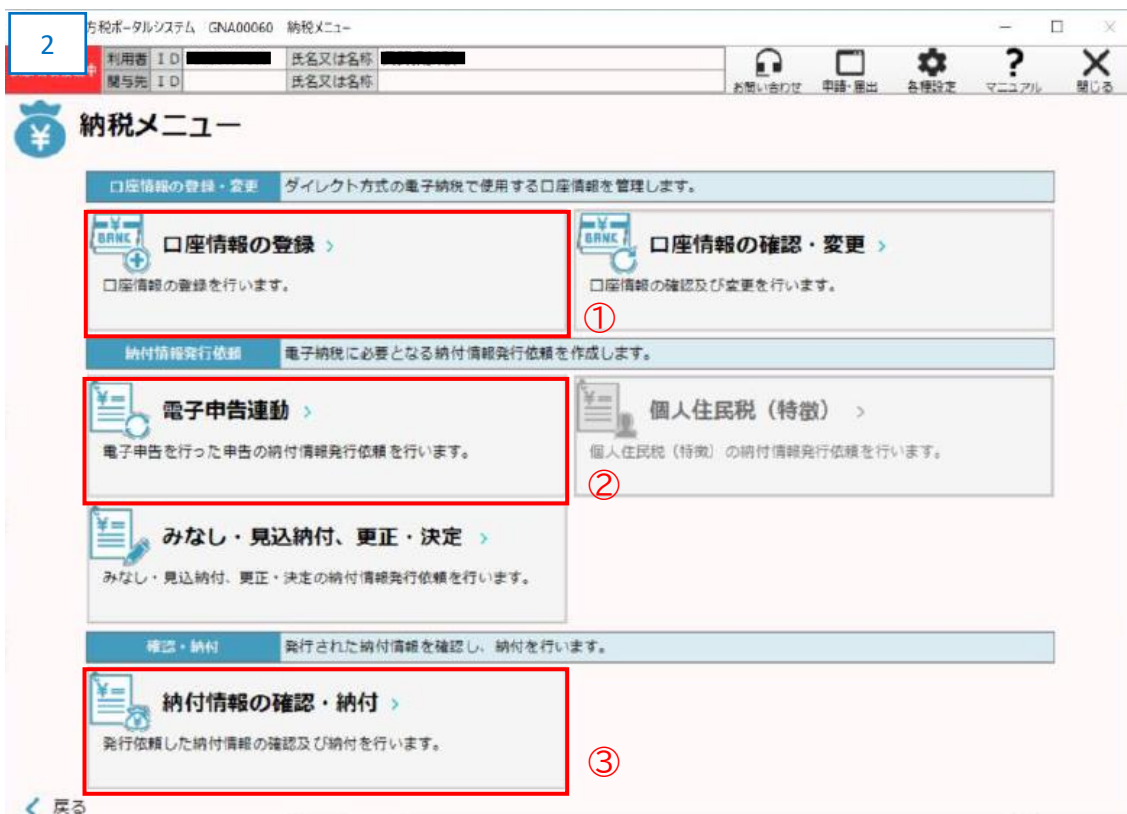 2
方税ポータルシステム GNA00060 納税メニュー
利用者 ＩＤ 氏名又は名称
関与先 ＩＤ 氏名又は名称
中
お問い合わせ 申請・届出 各種設定 マニュアル 閉じる
納税メニュー
口座情報の登録・変更 ダイレクト方式の電子納税で使用する口座情報を管理します。
BANK 口座情報の登録 >
口座情報の登録を行います。
BANK 口座情報の確認・変更 >
口座情報の確認及び変更を行います。
①
納付情報発行依頼 電子納税に必要となる納付情報発行依頼を作成します。
電子申告連動 >
電子申告を行った申告の納付情報発行依頼を行います。
個人住民税（特徴） >
個人住民税（特徴）の納付情報発行依頼を行います。
②
みなし・見込納付、更正・決定 >
みなし・見込納付、更正・決定の納付情報発行依頼を行います。
確認・納付 発行された納付情報を確認し、納付を行います。
納付情報の確認・納付 >
発行依頼した納付情報の確認及び納付を行います。
③
戻る